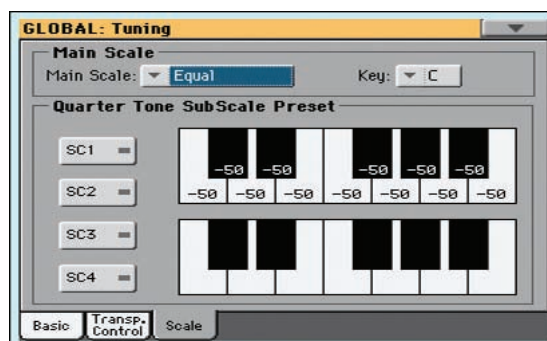 GLOBAL: Tuning
Main Scale
Main Scale: Equal Key: C
Quarter Tone SubScale Preset
SC1
-50 -50 -50 -50 -50
SC2
-50 -50 -50 -50 -50 -50 -50
SC3
SC4
Basic Transp. Control Scale